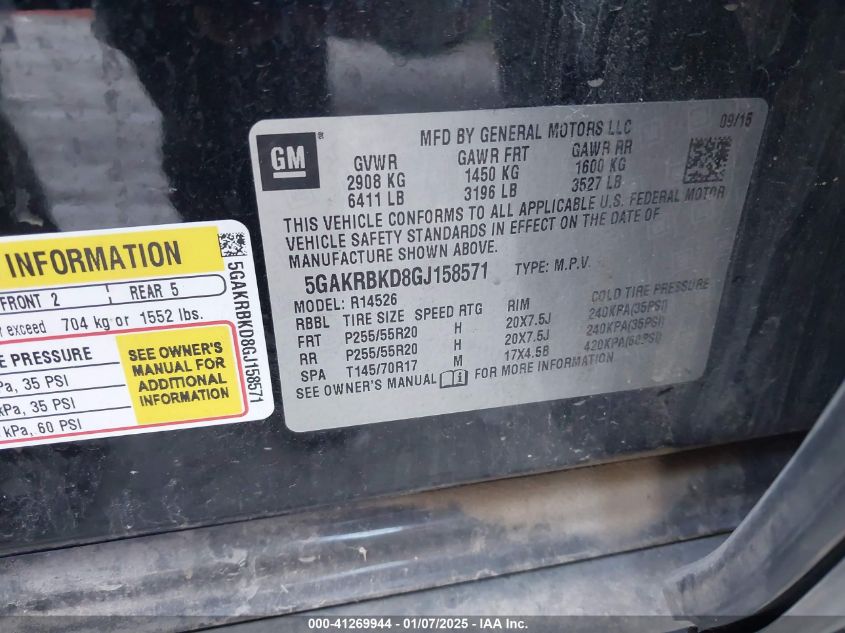 MFD BY GENERAL MOTORS LLC 09/15
GM
®
GVWR GAWR FRT GAWR RR
2908 KG 1450 KG 1600 KG
6411 LB 3196 LB 3527 LB
THIS VEHICLE CONFORMS TO ALL APPLICABLE U.S. FEDERAL MOTOR
VEHICLE SAFETY STANDARDS IN EFFECT ON THE DATE OF
MANUFACTURE SHOWN ABOVE.
5GAKRBKD8GJ158571 TYPE: M.P.V.
MODEL: R14526
RBBL TIRE SIZE SPEED RTG RIM COLD TIRE PRESSURE
FRT P255/55R20 H 20X7.5J 240KPA(35PSI)
RR P255/55R20 H 20X7.5J 240KPA(35PSI)
SPA T145/70R17 M 17X4.5B 420KPA(60PSI)
SEE OWNER'S MANUAL i FOR MORE INFORMATION
INFORMATION
FRONT 2 REAR 5
exceed 704 kg or 1552 lbs.
PRESSURE
kPa, 35 PSI
kPa, 35 PSI
kPa, 60 PSI
SEE OWNER'S
MANUAL FOR
ADDITIONAL
INFORMATION
5GAKRBKD8GJ158571
000-41269944 - 01/07/2025 - IAA Inc.